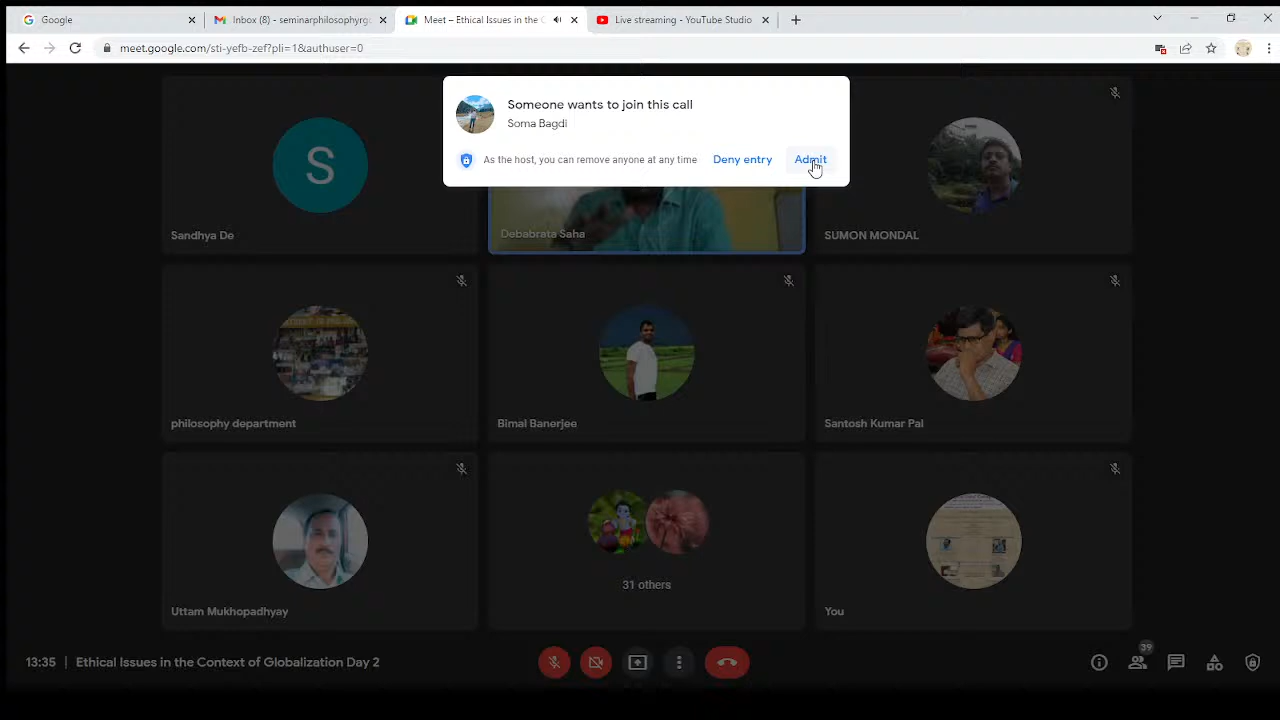 Google
Inbox (8) - seminarphilosophyrg
Meet – Ethical Issues in the C
Live streaming - YouTube Studio
meet.google.com/sti-yefb-zef?pli=1&authuser=0
Someone wants to join this call
Soma Bagdi
As the host, you can remove anyone at any time
Deny entry
Admit
S
Sandhya De
Debabrata Saha
SUMON MONDAL
philosophy department
Bimal Banerjee
Santosh Kumar Pal
Uttam Mukhopadhyay
31 others
You
13:35 | Ethical Issues in the Context of Globalization Day 2
39